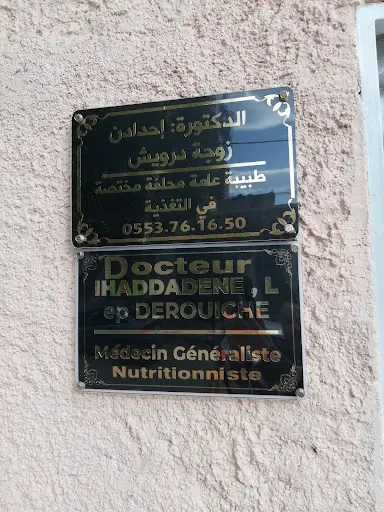 الدكتورة: إحدادن
زوجة درويش
طبيبة عامة محلفة مختصة
في التغذية
0553.76.16.50
Docteur
IHADDADENE , L
ep DEROUICHE
Médecin Généraliste
Nutritionniste